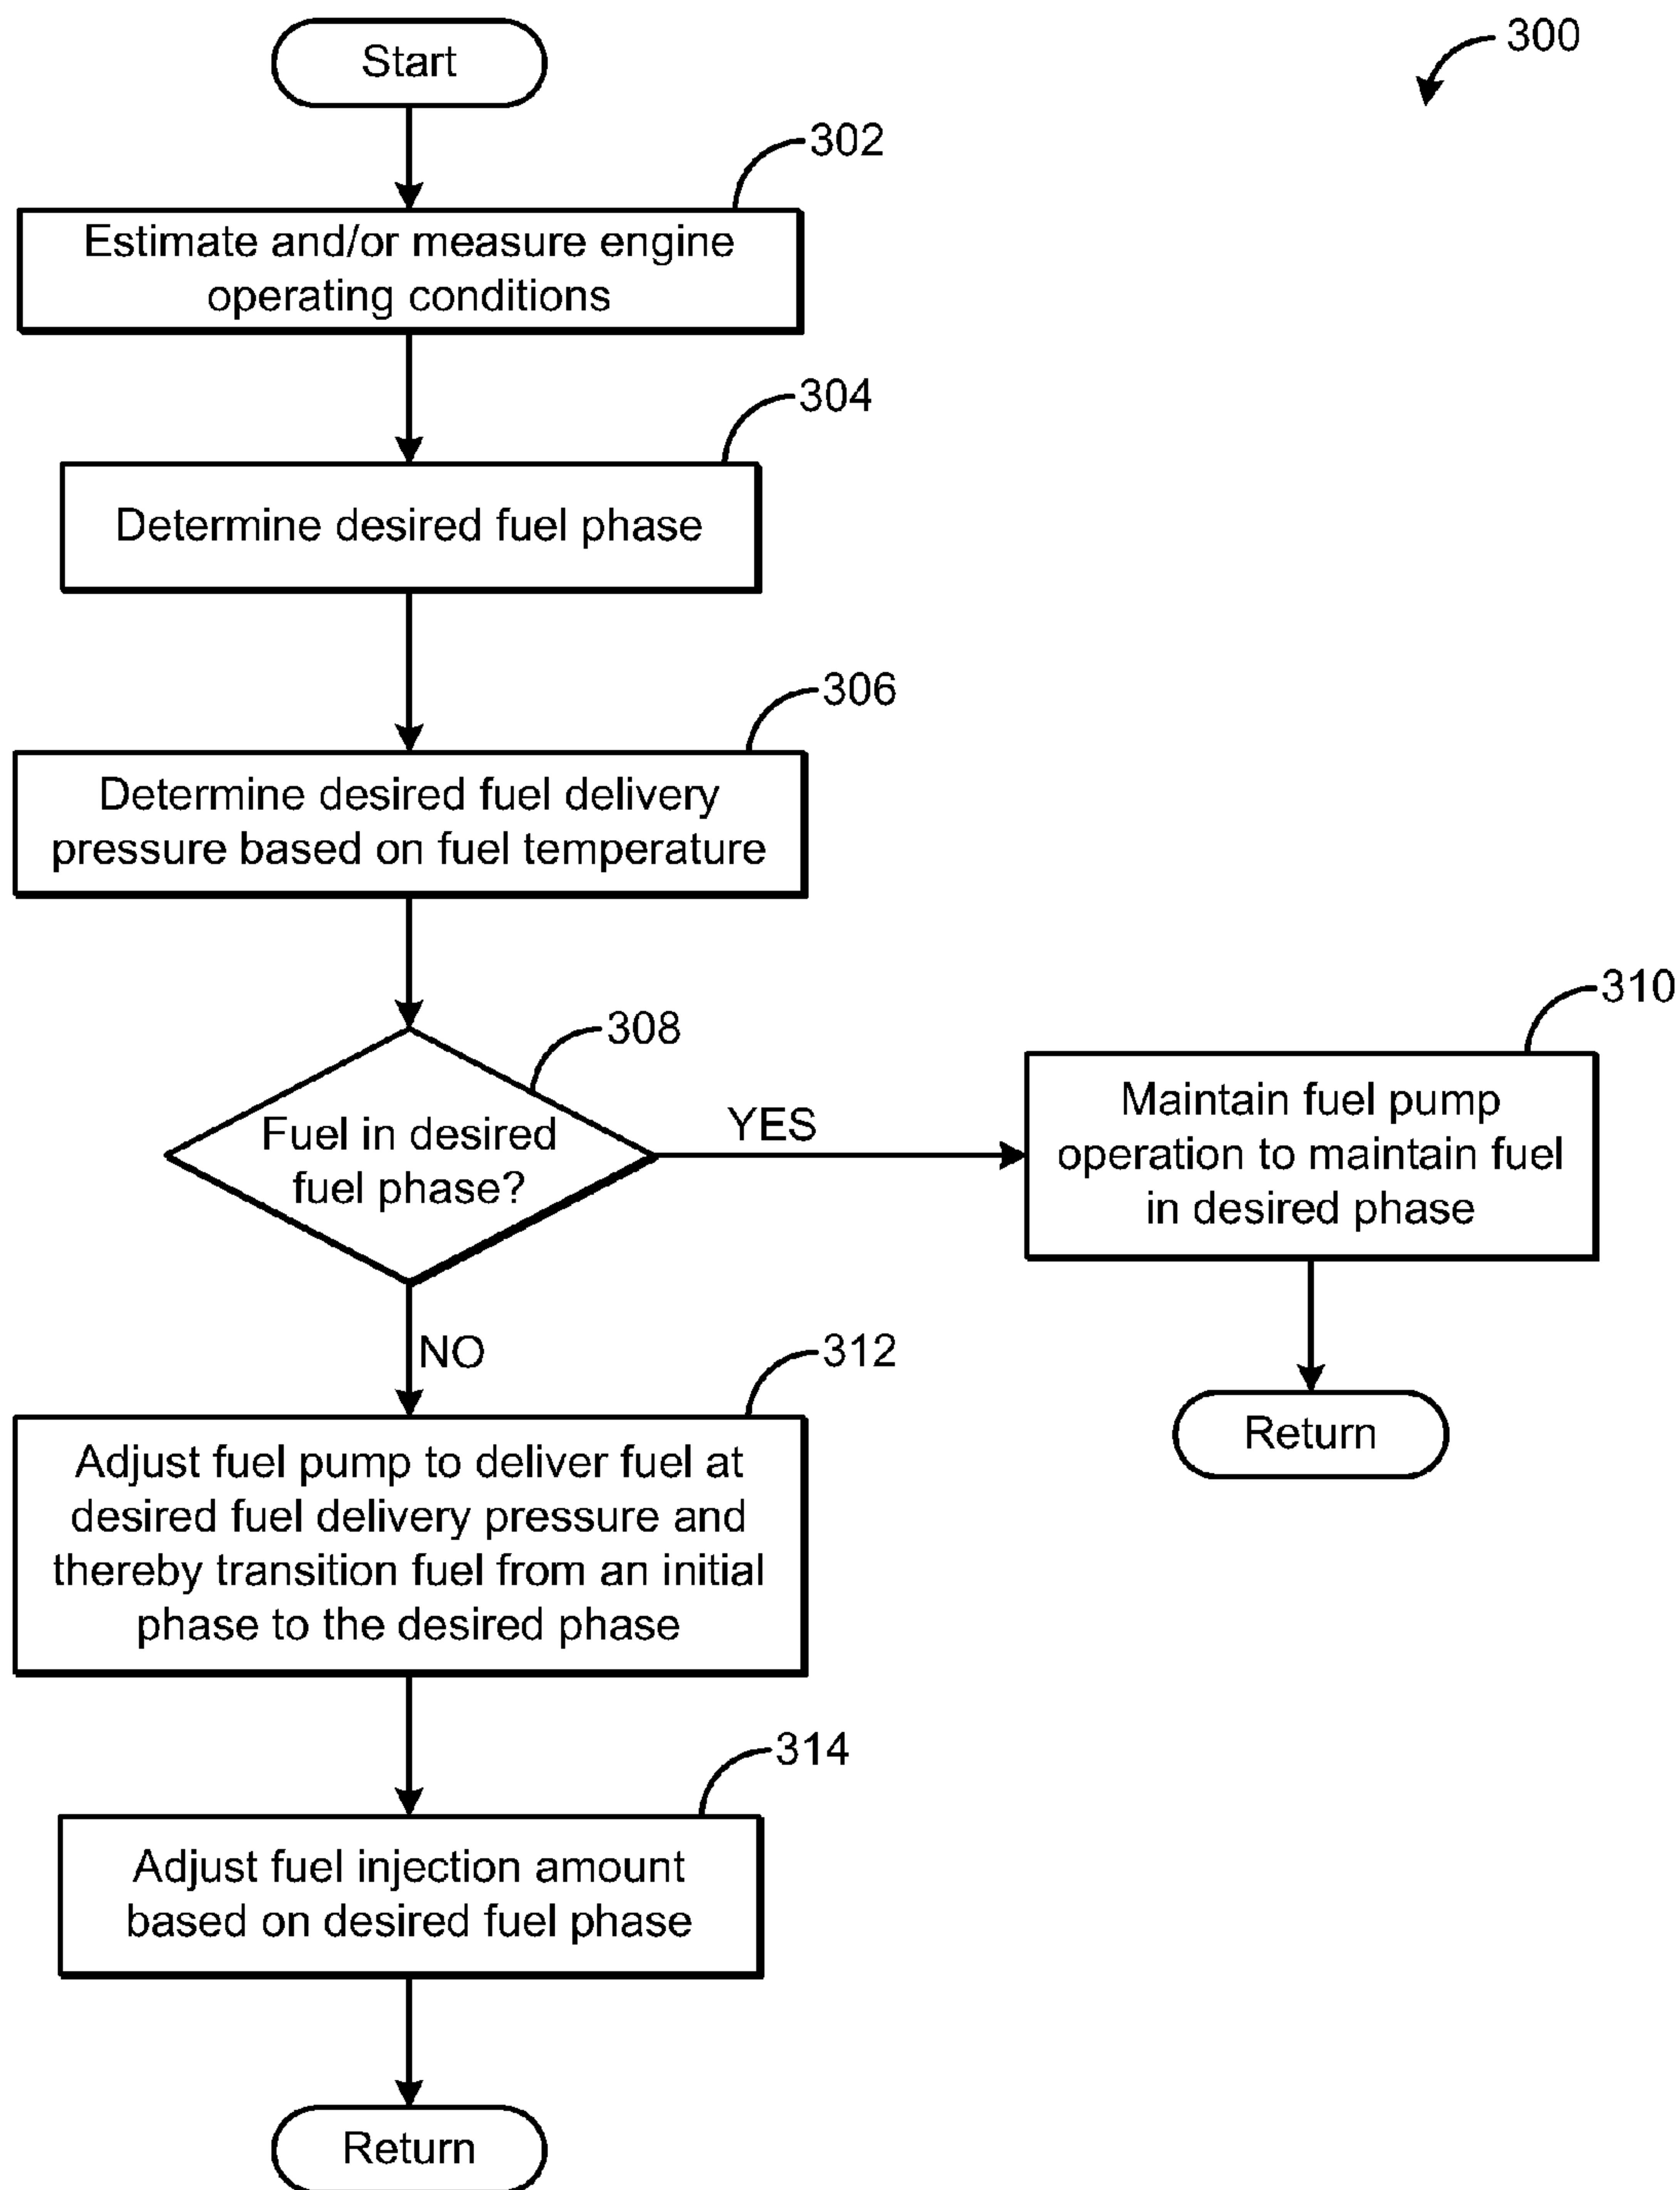 Start
300
302
Estimate and/or measure engine
operating conditions
304
Determine desired fuel phase
306
Determine desired fuel delivery
pressure based on fuel temperature
308
Fuel in desired
fuel phase?
YES
310
Maintain fuel pump
operation to maintain fuel
in desired phase
Return
NO
312
Adjust fuel pump to deliver fuel at
desired fuel delivery pressure and
thereby transition fuel from an initial
phase to the desired phase
314
Adjust fuel injection amount
based on desired fuel phase
Return